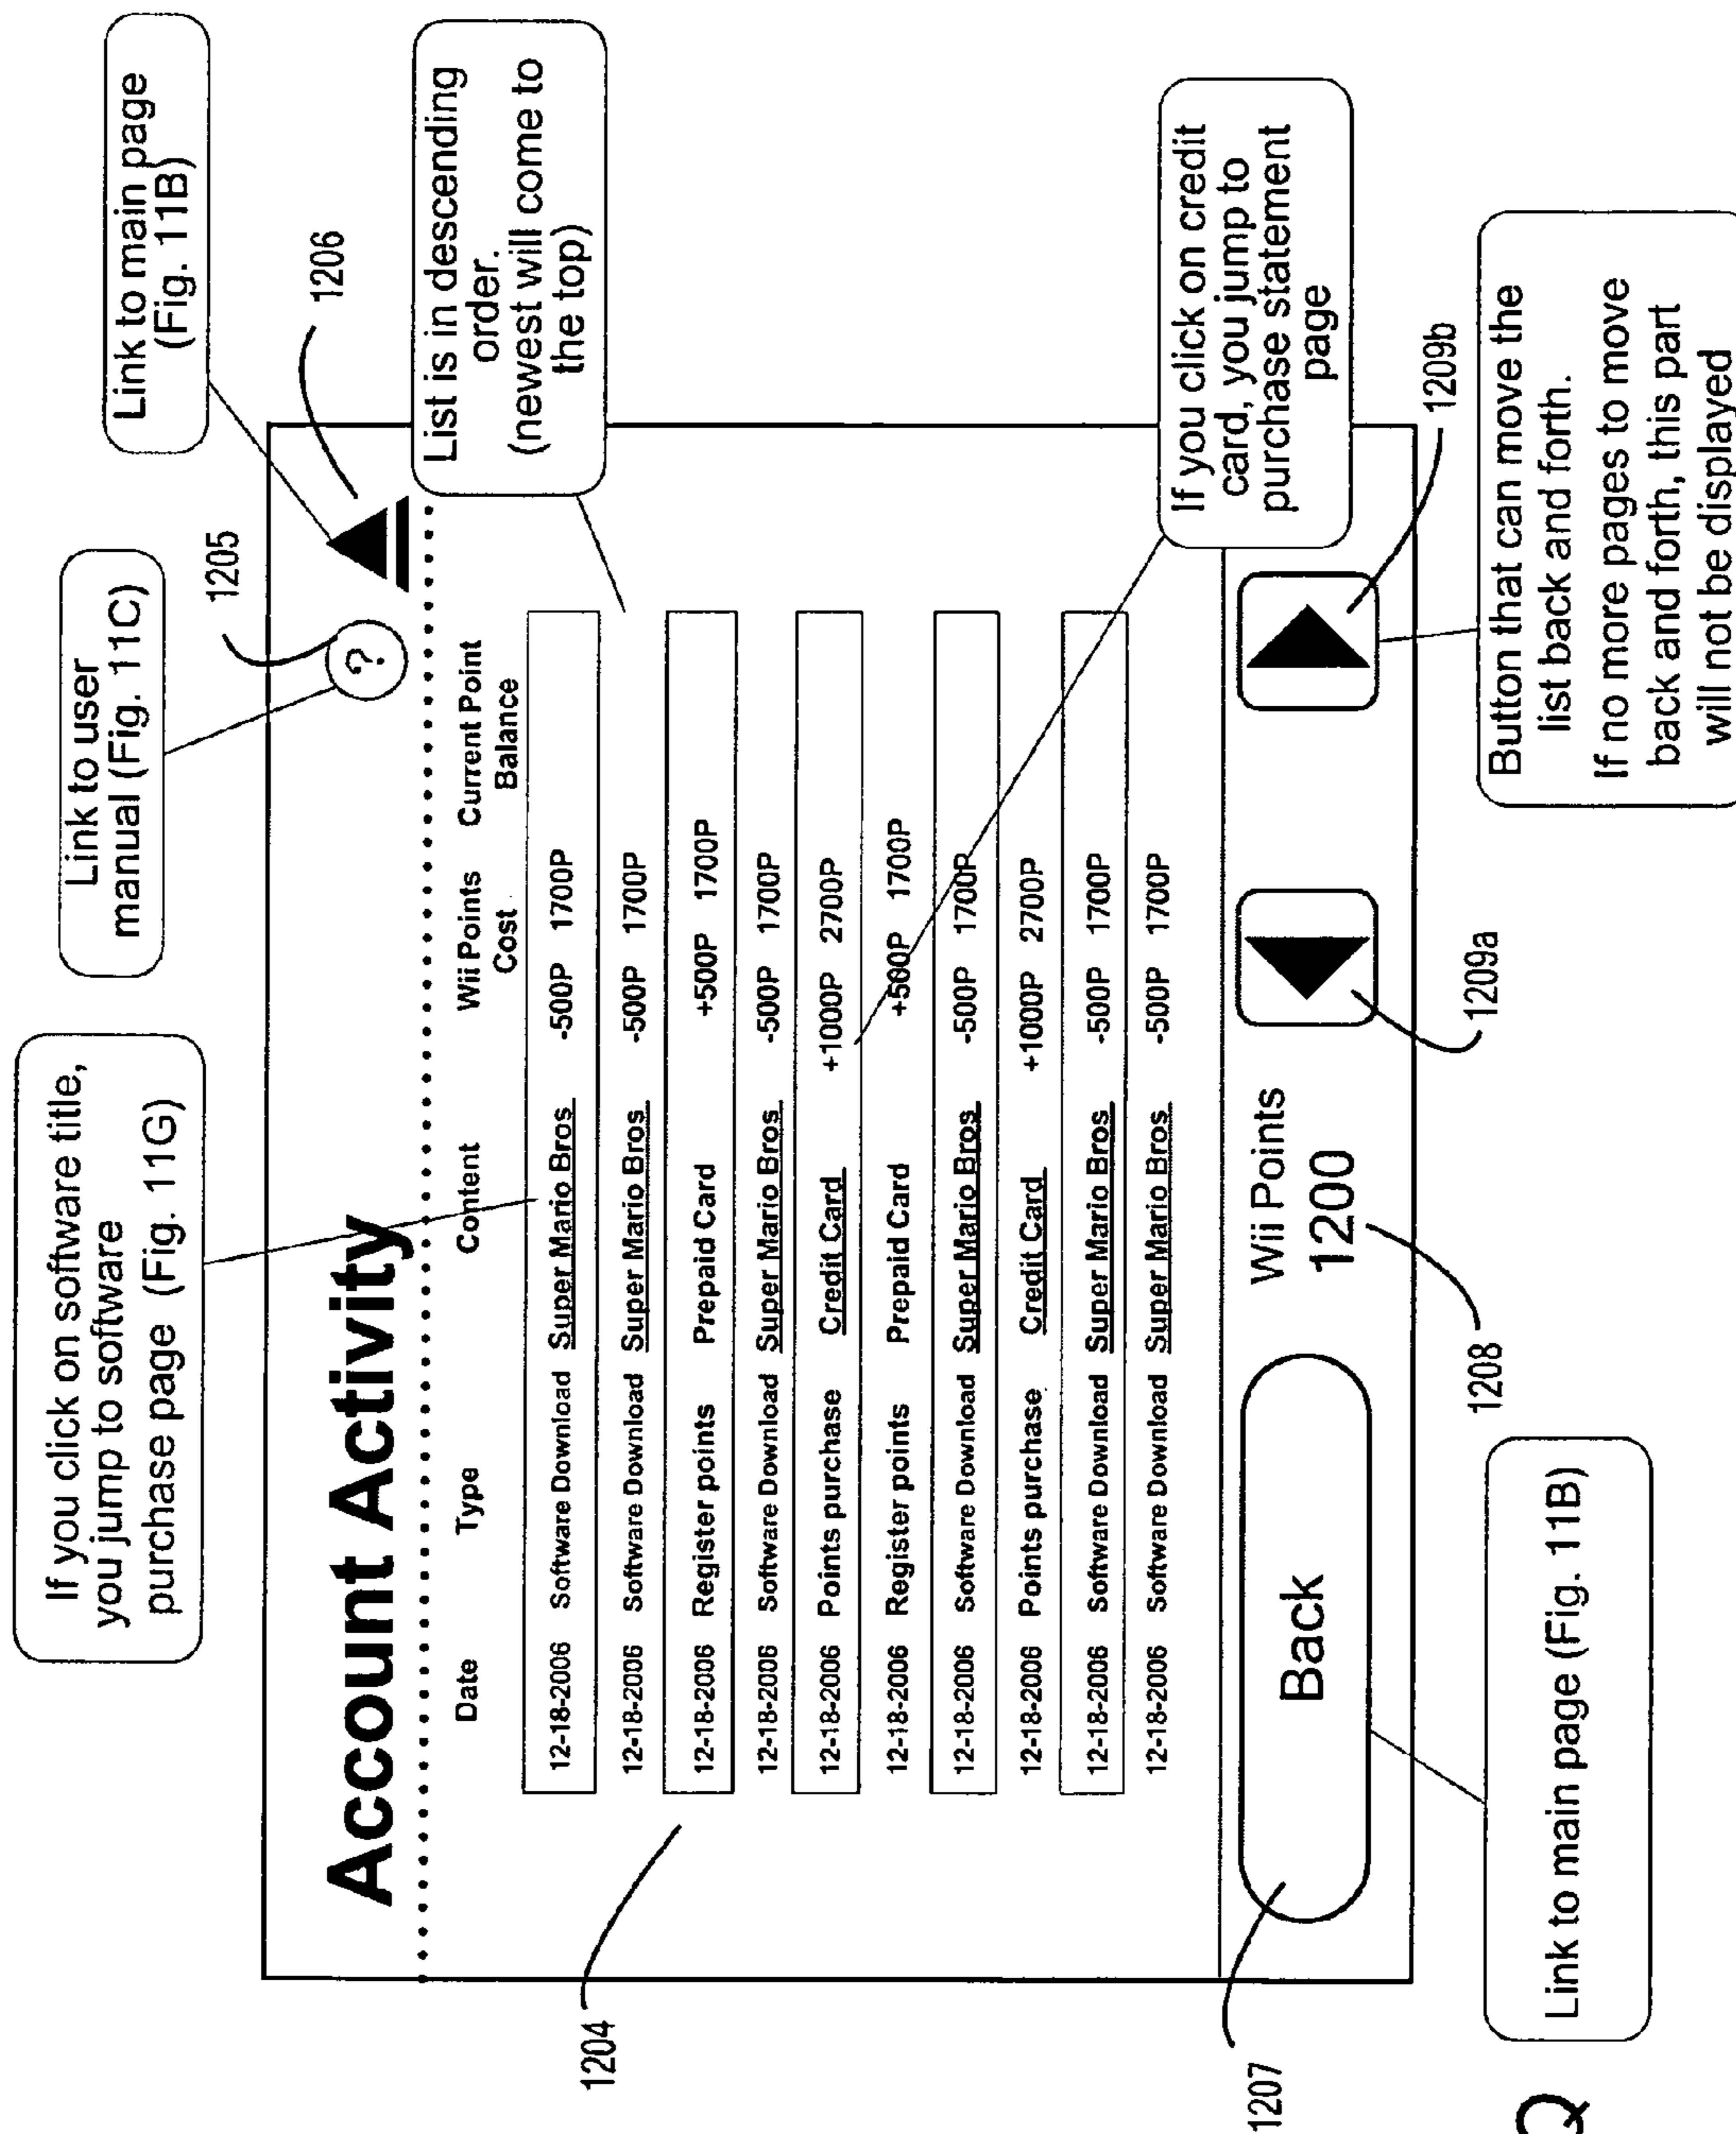 If you click on software title,
you jump to software
purchase page (Fig. 11G)
Link to user
manual (Fig. 11C)
Link to main page
(Fig. 11B)
1205
1206
Account Activity
?
List is in descending
order.
(newest will come to
the top)
Date Type Content Wii Points Cost Current Point Balance
12-18-2006 Software Download Super Mario Bros -500P 1700P
12-18-2006 Software Download Super Mario Bros -500P 1700P
12-18-2006 Register points Prepaid Card +500P 1700P
12-18-2006 Software Download Super Mario Bros -500P 1700P
12-18-2006 Points purchase Credit Card +1000P 2700P
12-18-2006 Register points Prepaid Card +500P 1700P
12-18-2006 Software Download Super Mario Bros -500P 1700P
12-18-2006 Points purchase Credit Card +1000P 2700P
12-18-2006 Software Download Super Mario Bros -500P 1700P
12-18-2006 Software Download Super Mario Bros -500P 1700P
1204
If you click on credit
card, you jump to
purchase statement
page
Back
Wii Points
1200
1207
1208
1209a
1209b
Link to main page (Fig. 11B)
Button that can move the
list back and forth.
If no more pages to move
back and forth, this part
will not be displayed
Q